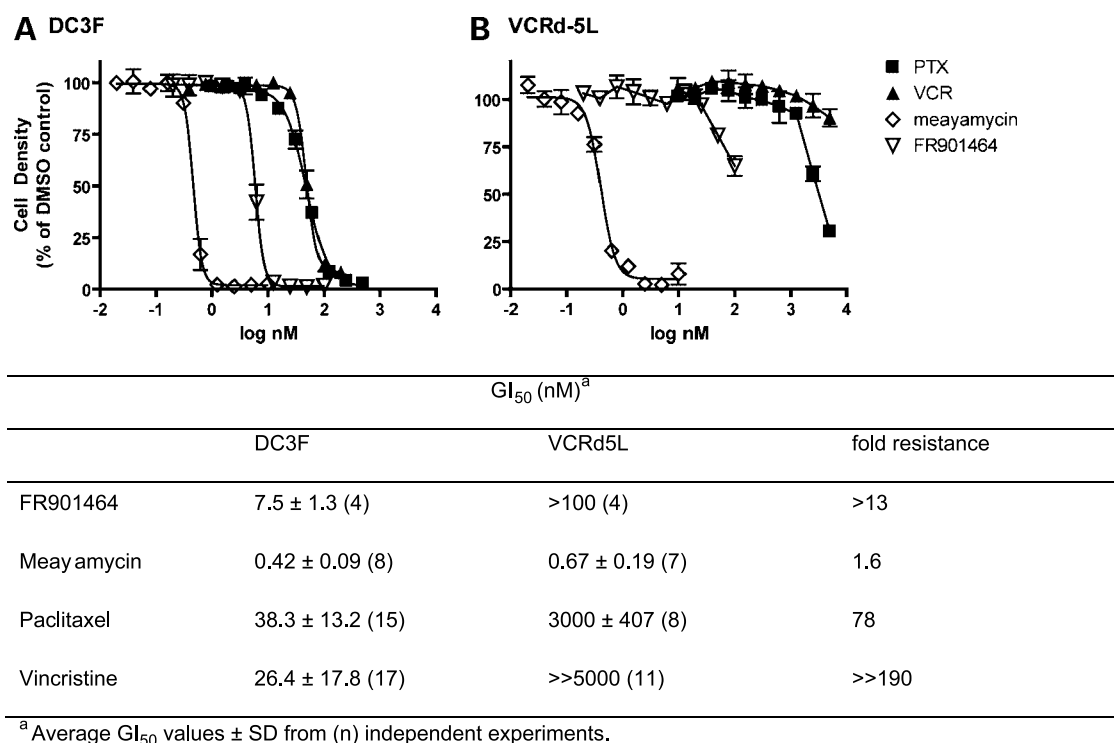 A DC3F
B VCRd-5L
Cell Density
(% of DMSO control)
100
75
50
25
0
-2 -1 0 1 2 3 4
log nM
100
75
50
25
0
-2 -1 0 1 2 3 4
log nM
PTX
VCR
meayamycin
FR901464
GI50 (nM)a
DC3F VCRd5L fold resistance
FR901464 7.5 ± 1.3 (4) >100 (4) >13
Meayamycin 0.42 ± 0.09 (8) 0.67 ± 0.19 (7) 1.6
Paclitaxel 38.3 ± 13.2 (15) 3000 ± 407 (8) 78
Vincristine 26.4 ± 17.8 (17) >>5000 (11) >>190
a Average GI50 values ± SD from (n) independent experiments.